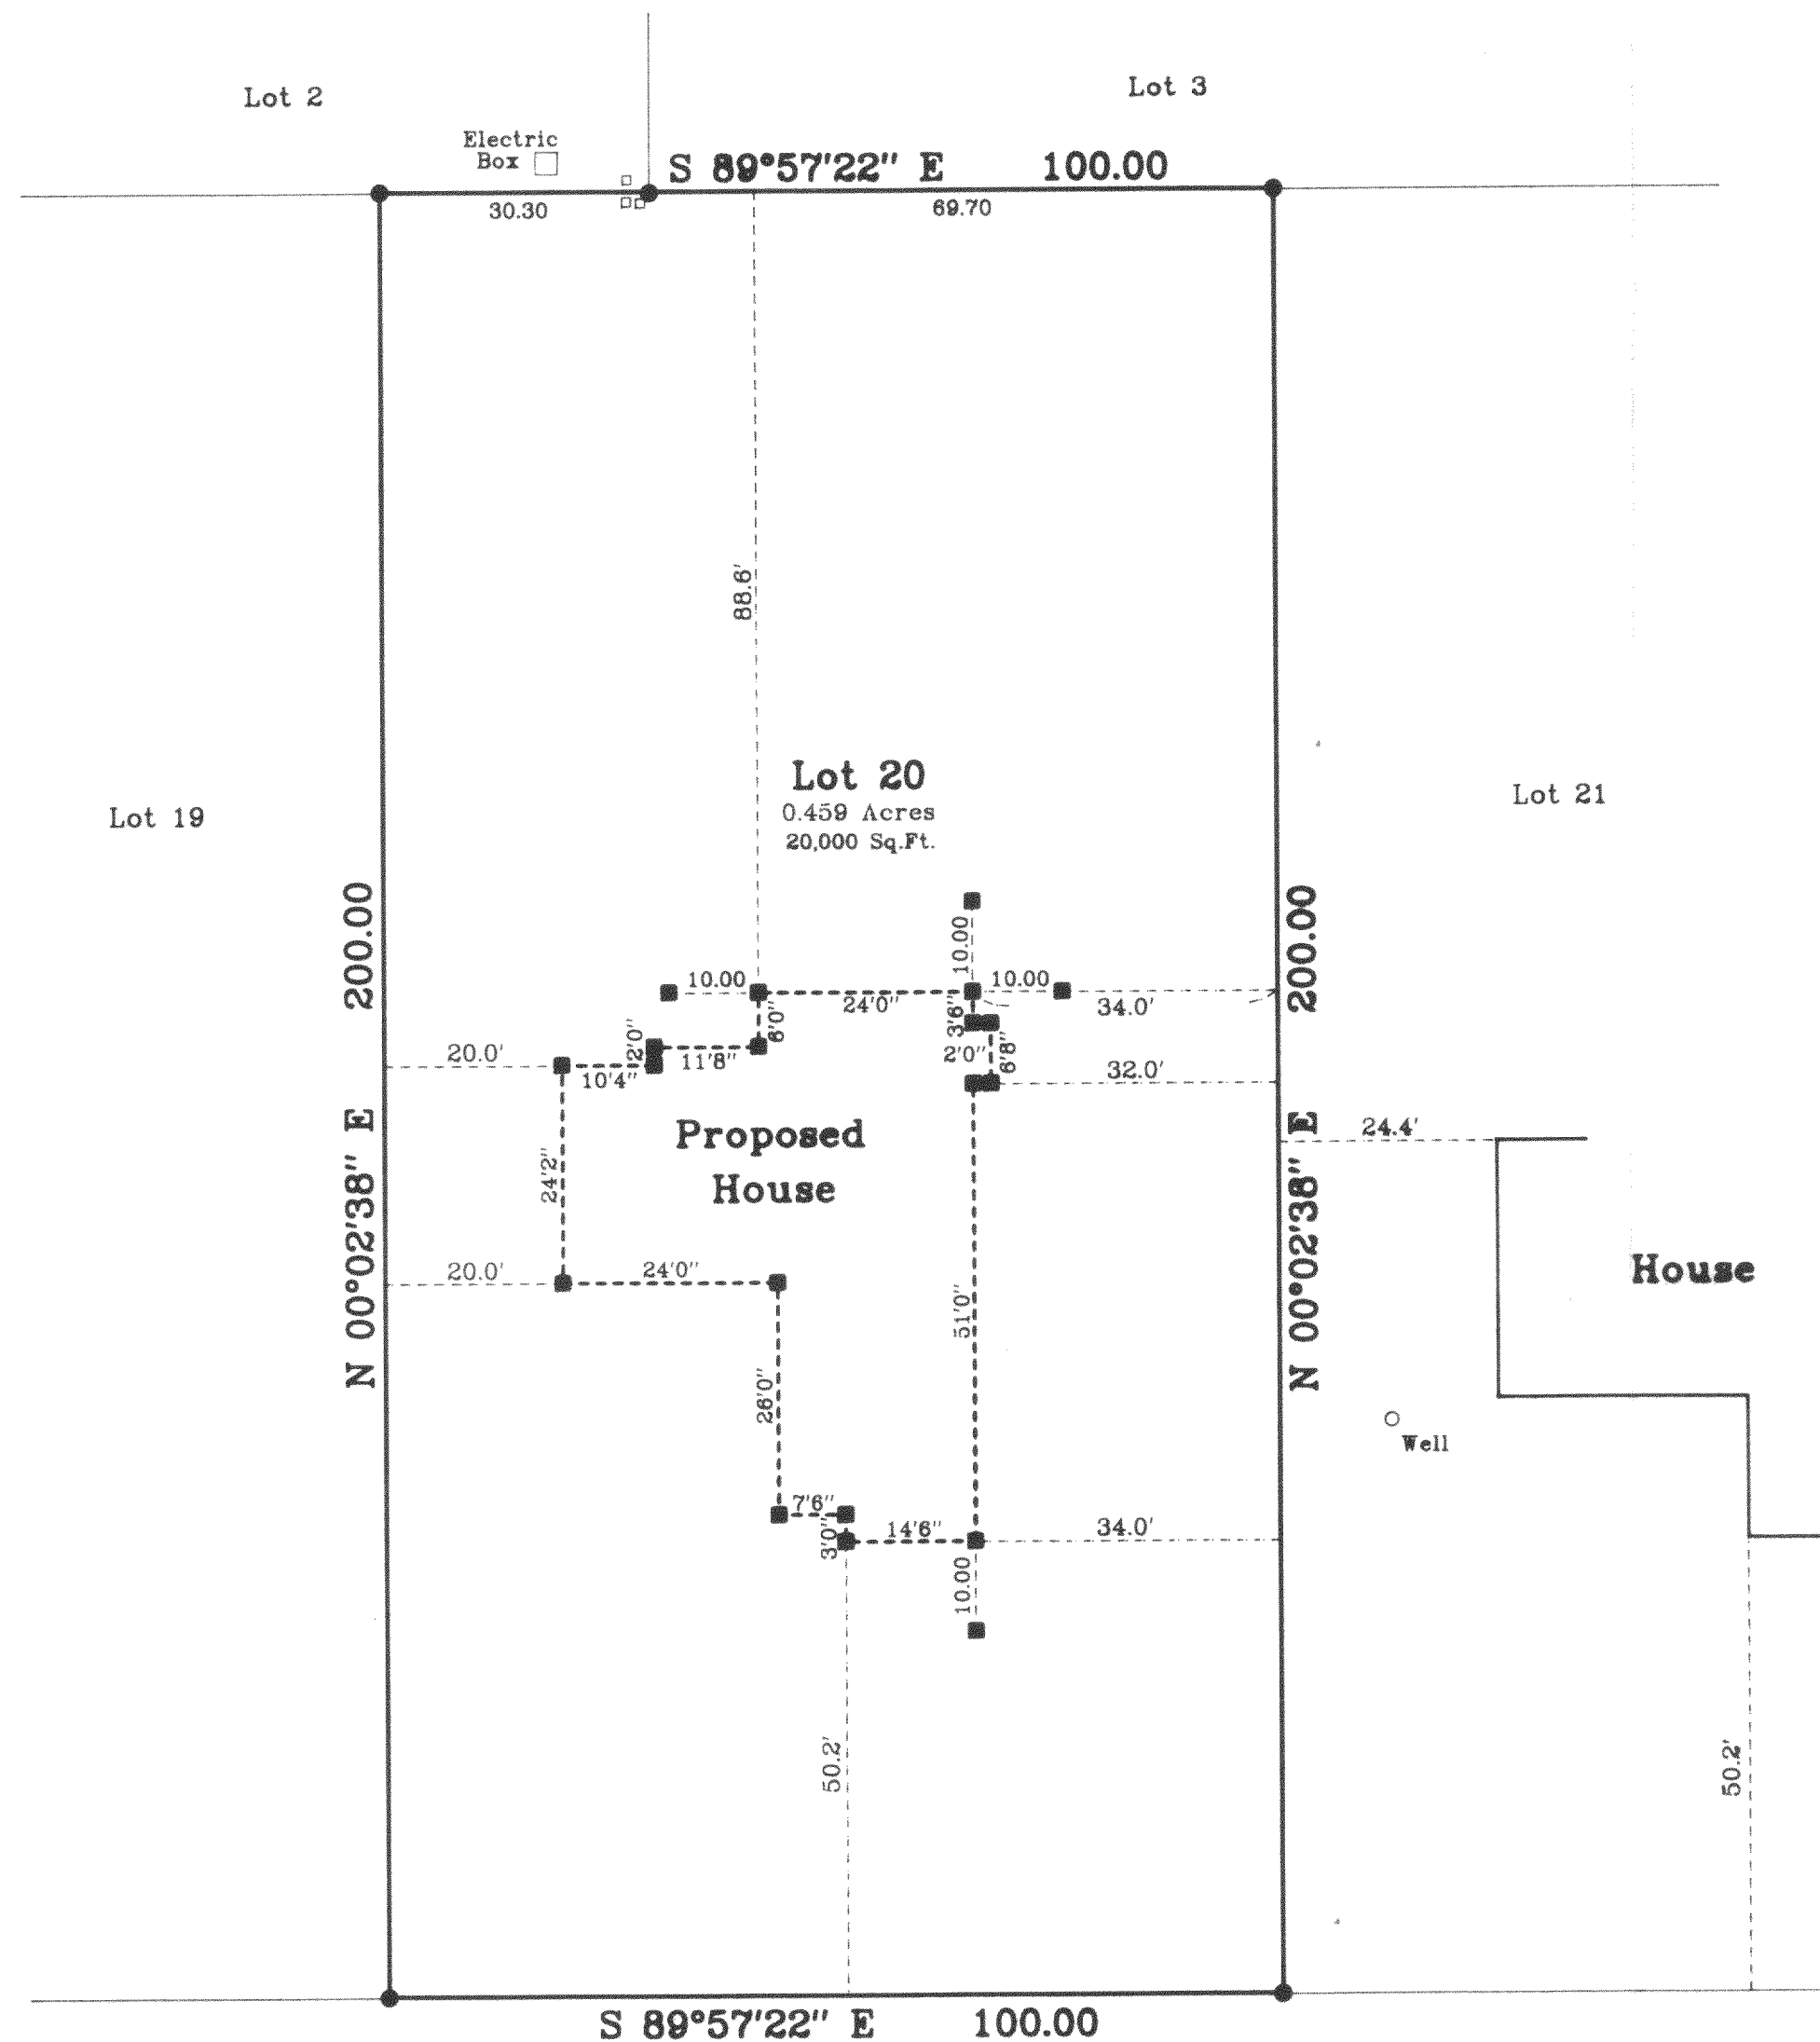 Lot 2
Lot 3
Electric
Box
S 89°57'22" E 100.00
30.30
69.70
88.6'
Lot 20
0.459 Acres
20,000 Sq.Ft.
Lot 19
Lot 21
N 00°02'38" E 200.00
N 00°02'38" E 200.00
10.00
10.00
10.00
24'0"
34.0'
6'0"
3'6"
2'0"
11'8"
2'0"
6'8"
20.0'
10'4"
32.0'
Proposed
House
24.4'
24'2"
20.0'
24'0"
House
51'0"
26'0"
Well
7'6"
3'0"
14'6"
34.0'
10.00
50.2'
50.2'
S 89°57'22" E 100.00